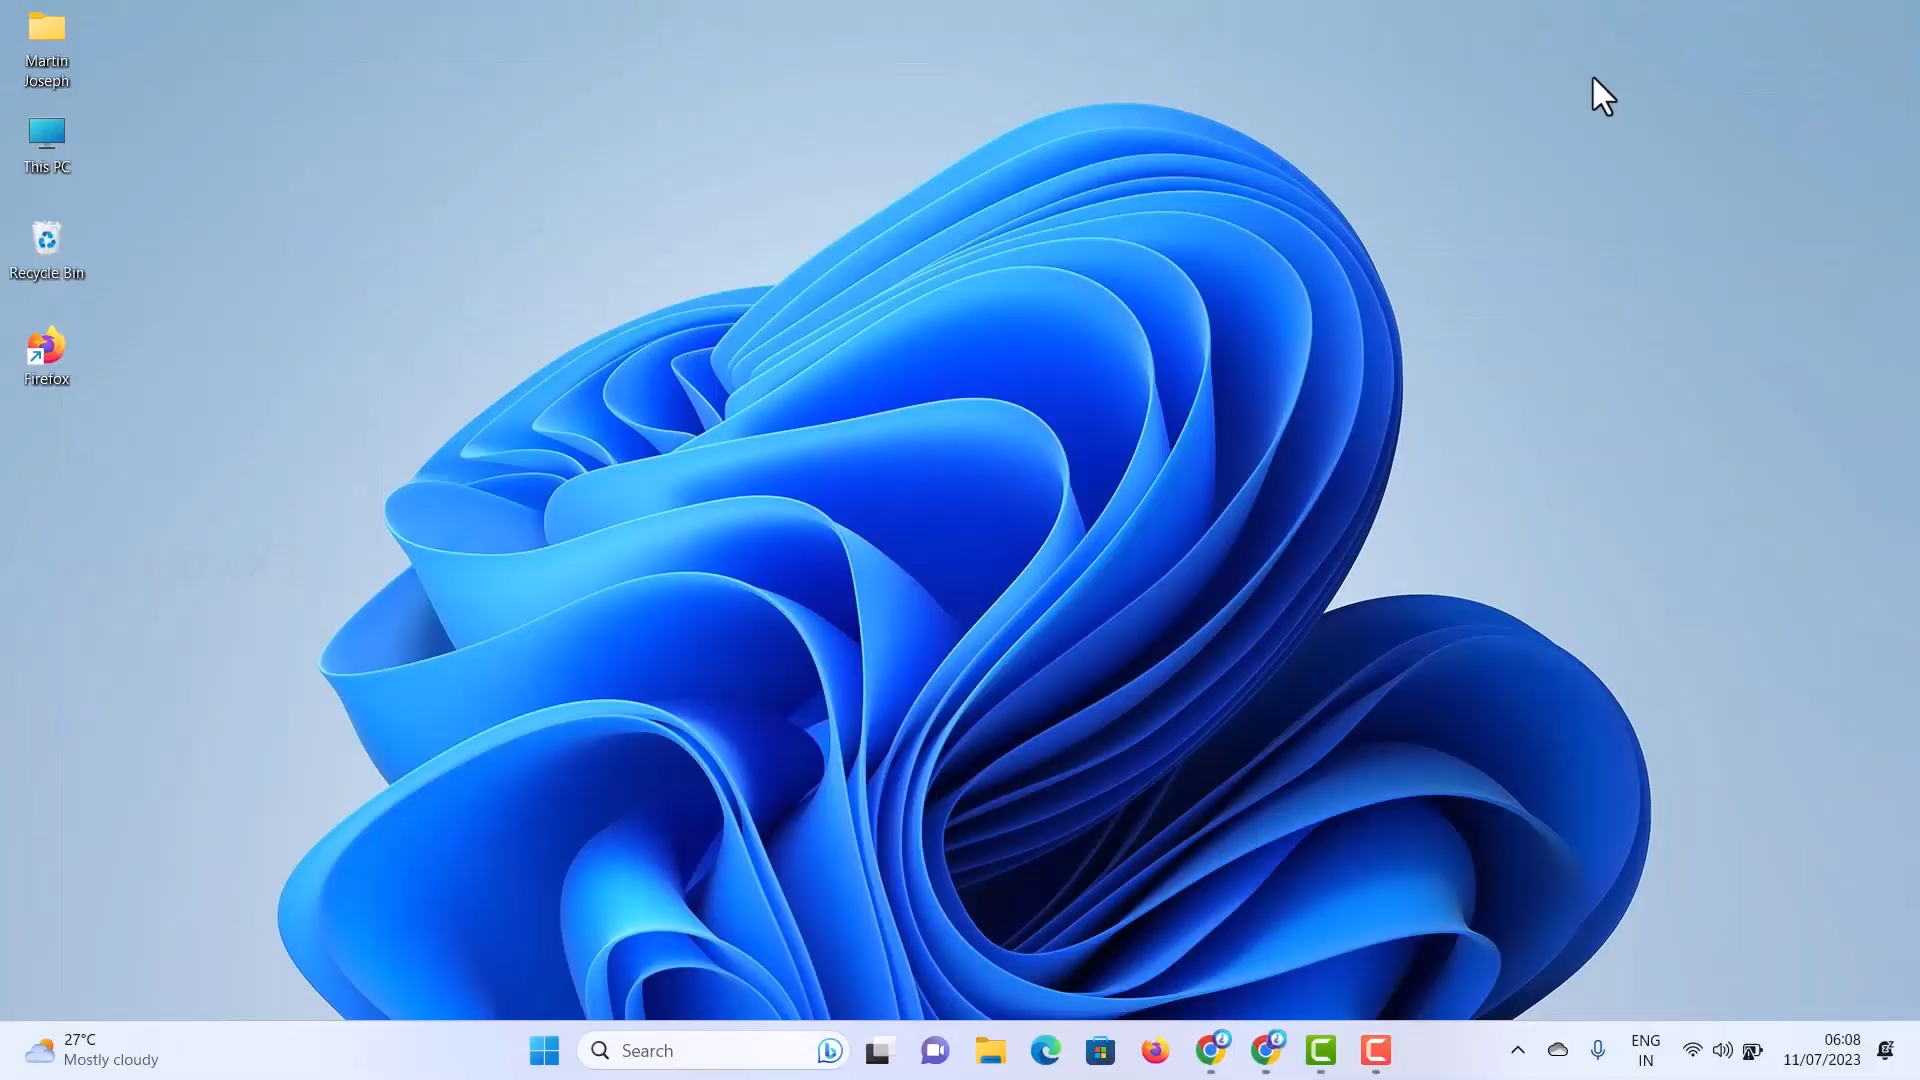 Martin
Joseph
This PC
Recycle Bin
Firefox
27°C
Mostly cloudy
Search
ENG
IN
06:08
11/07/2023